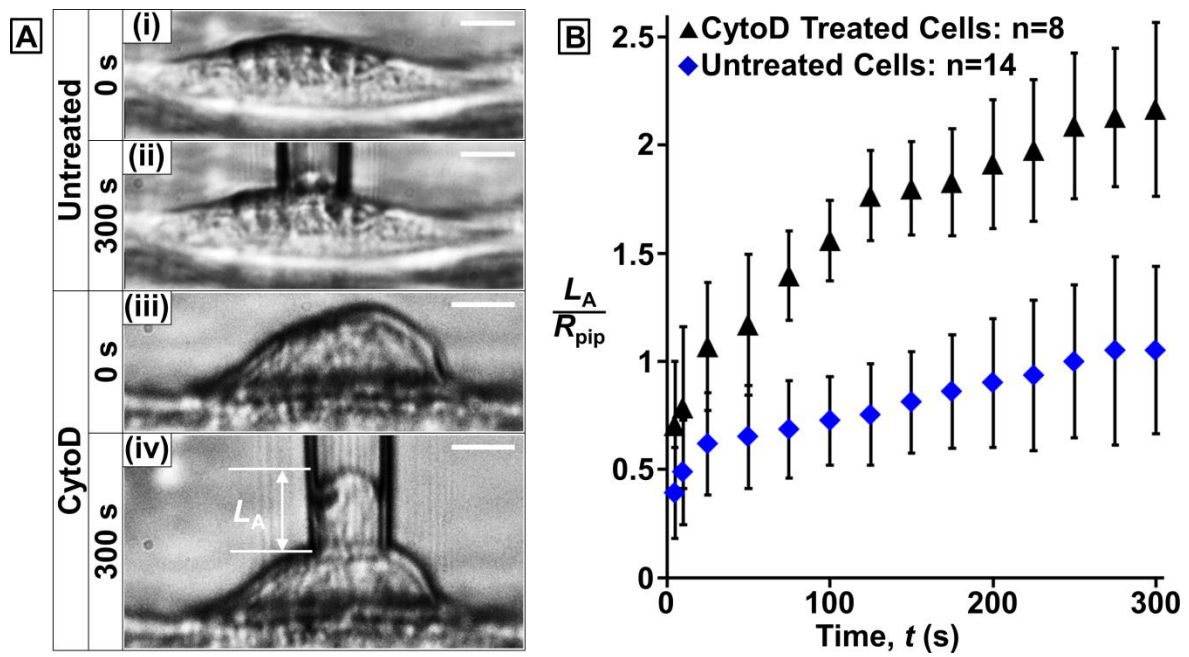 A
Untreated
0 s
(i)
300 s
(ii)
CytoD
0 s
(iii)
300 s
(iv)
LA
B
CytoD Treated Cells: n=8
Untreated Cells: n=14
LA
Rpip
2.5
2
1.5
1
0.5
0
0 100 200 300
Time, t (s)